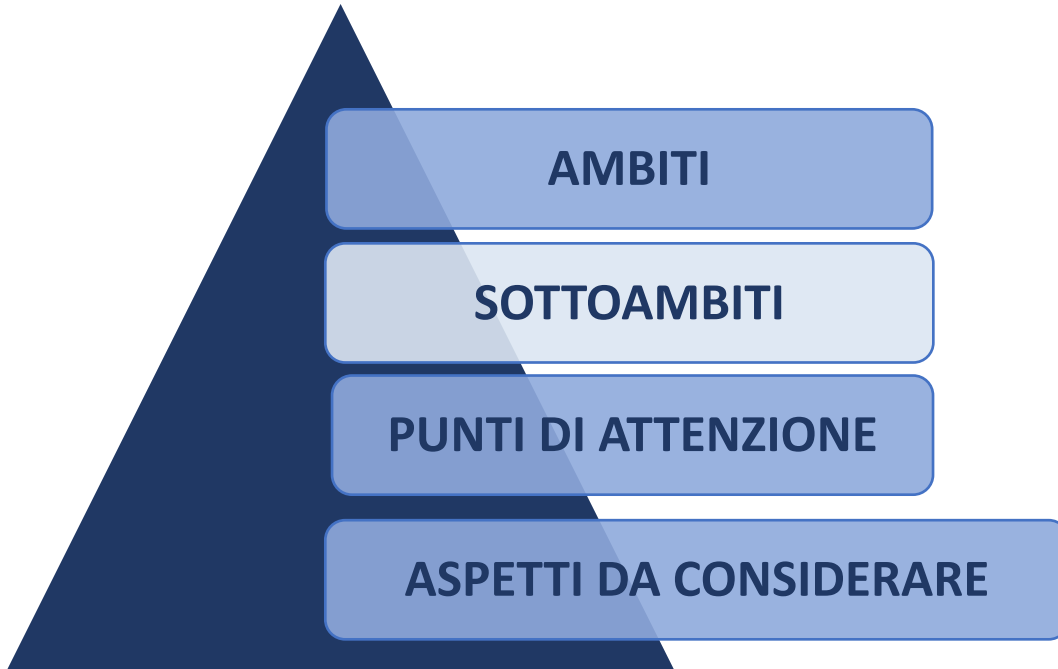 AMBITI
SOTTOAMBITI
PUNTI DI ATTENZIONE
ASPETTI DA CONSIDERARE